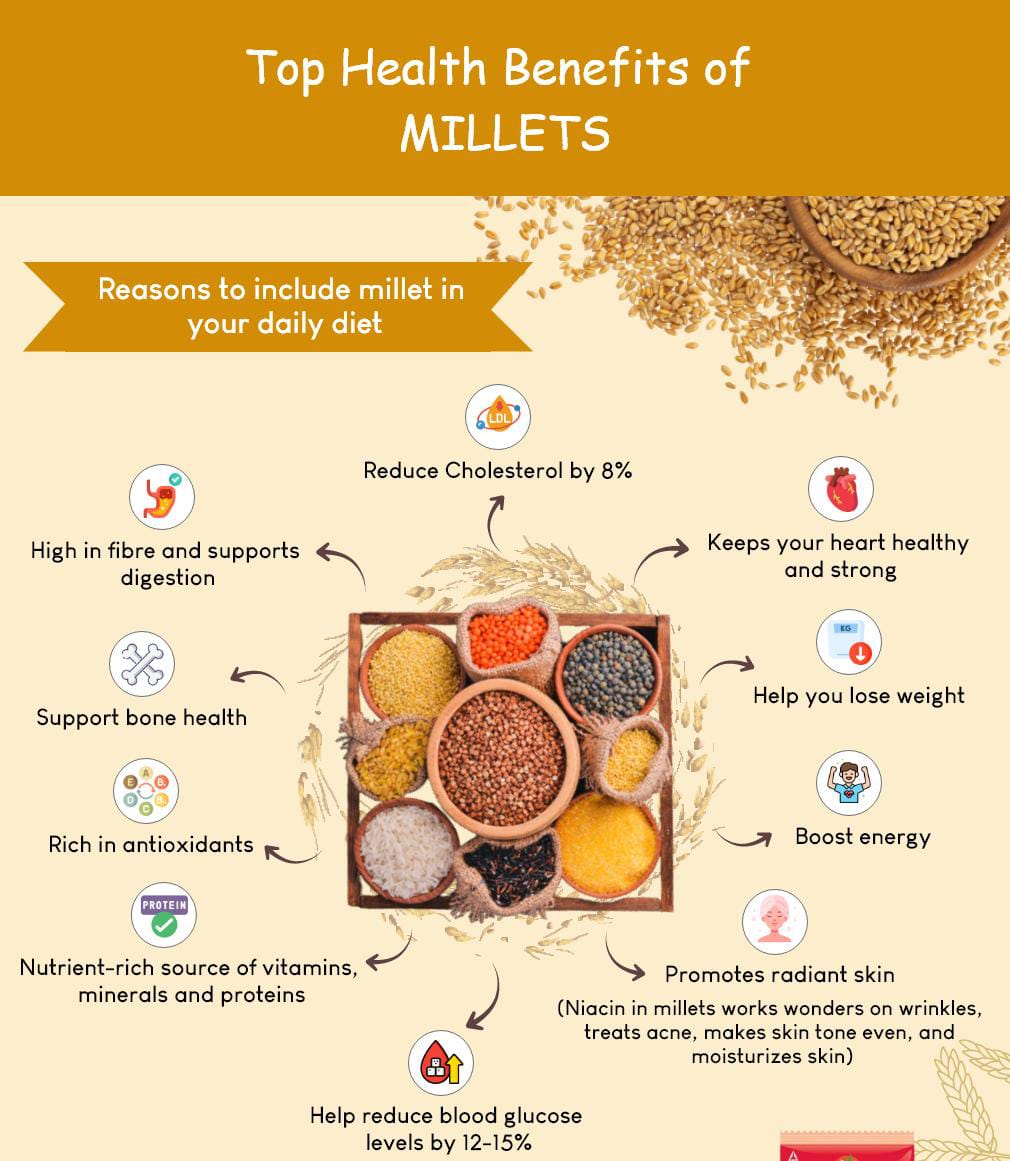 Top Health Benefits of
MILLETS
Reasons to include millet in
your daily diet
LDL
Reduce Cholesterol by 8%
High in fibre and supports
digestion
Keeps your heart healthy
and strong
KG
Support bone health
Help you lose weight
A
E
B
D
B
C
Rich in antioxidants
Boost energy
PROTEIN
Nutrient-rich source of vitamins,
minerals and proteins
Promotes radiant skin
(Niacin in millets works wonders on wrinkles,
treats acne, makes skin tone even, and
moisturizes skin)
Help reduce blood glucose
levels by 12-15%